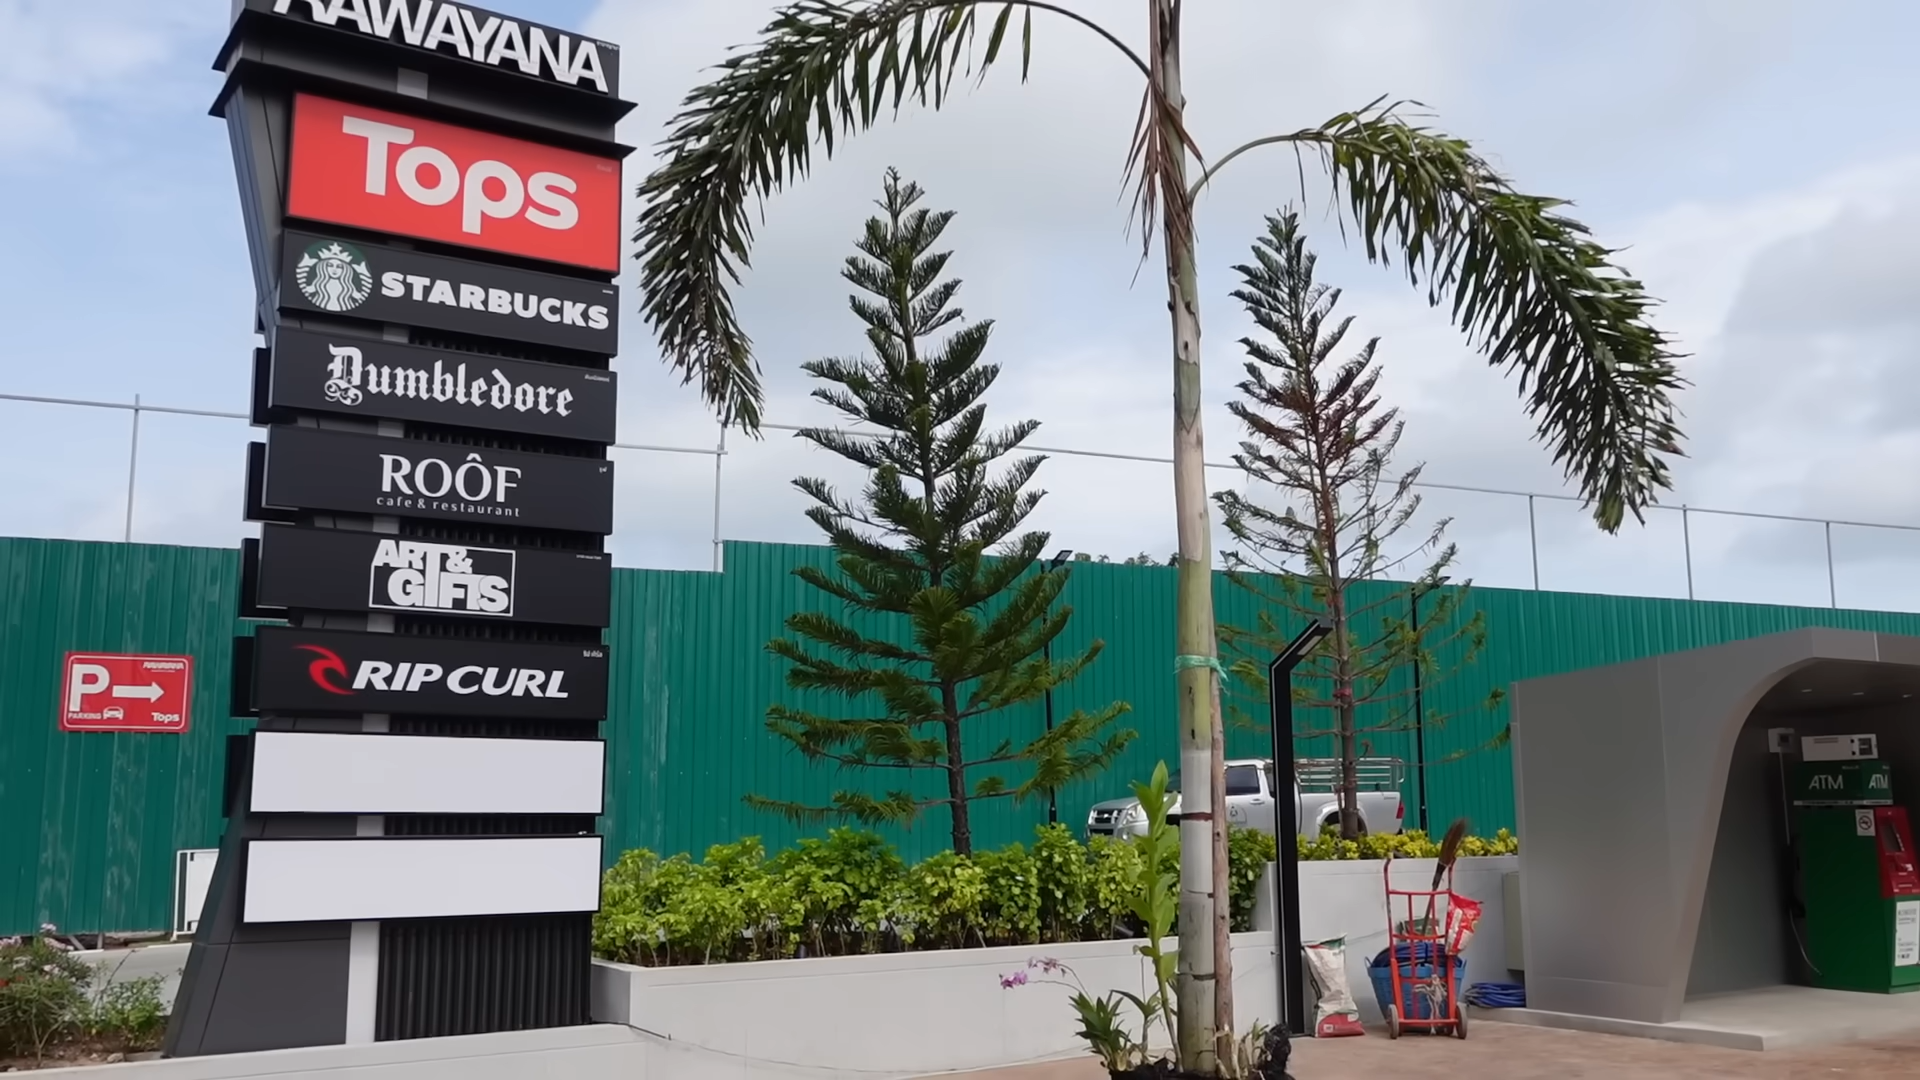 RAWAYANA
Tops
STARBUCKS
Dumbledore
ROÔF
cafe & restaurant
ART &
GIFTS
RIP CURL
P
PARKING
Tops
ATM
ATM